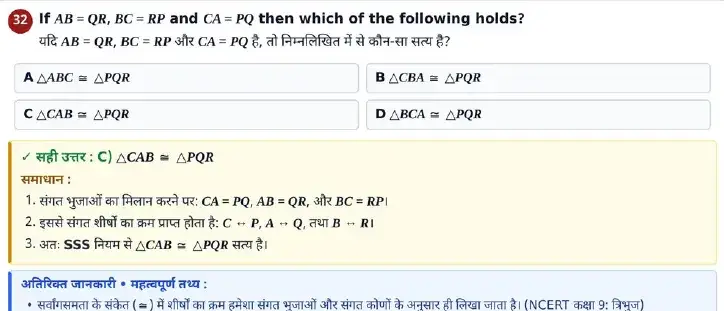 32 If AB = QR, BC = RP and CA = PQ then which of the following holds?
यदि AB = QR, BC = RP और CA = PQ है, तो निम्नलिखित में से कौन-सा सत्य है?
A △ABC ≅ △PQR
B △CBA ≅ △PQR
C △CAB ≅ △PQR
D △BCA ≅ △PQR
✓ सही उत्तर : C) △CAB ≅ △PQR
समाधान :
1. संगत भुजाओं का मिलान करने पर: CA = PQ, AB = QR, और BC = RP।
2. इससे संगत शीर्षों का क्रम प्राप्त होता है: C ↔ P, A ↔ Q, तथा B ↔ R।
3. अतः SSS नियम से △CAB ≅ △PQR सत्य है।
अतिरिक्त जानकारी • महत्वपूर्ण तथ्य :
• सर्वांगसमता के संकेत (≅) में शीर्षों का क्रम हमेशा संगत भुजाओं और संगत कोणों के अनुसार ही लिखा जाता है। (NCERT कक्षा 9: त्रिभुज)